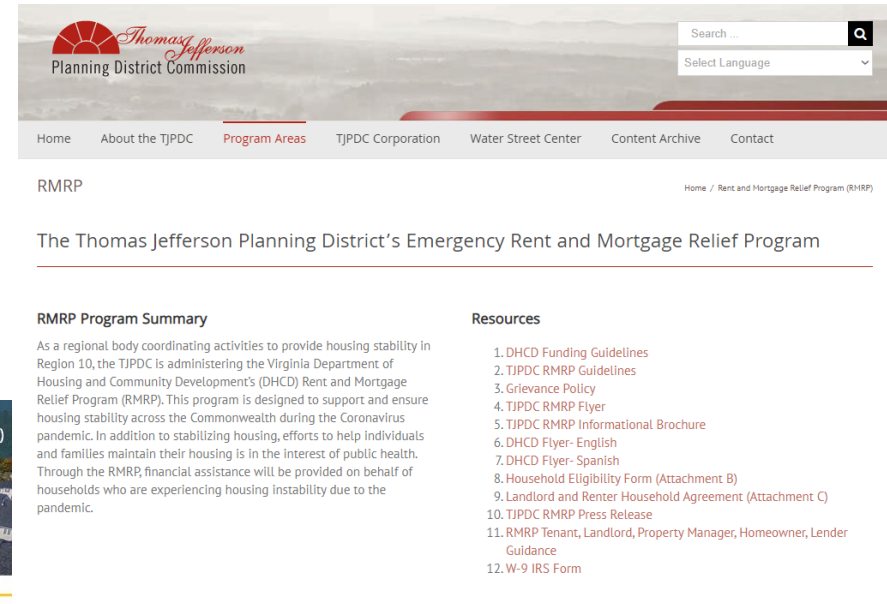 Thomas Jefferson
Planning District Commission
Search ...
Select Language
Home About the TJPDC Program Areas TJPDC Corporation Water Street Center Content Archive Contact
RMRP
Home / Rent and Mortgage Relief Program (RMRP)
The Thomas Jefferson Planning District's Emergency Rent and Mortgage Relief Program
RMRP Program Summary
As a regional body coordinating activities to provide housing stability in
Region 10, the TJPDC is administering the Virginia Department of
Housing and Community Development's (DHCD) Rent and Mortgage
Relief Program (RMRP). This program is designed to support and ensure
housing stability across the Commonwealth during the Coronavirus
pandemic. In addition to stabilizing housing, efforts to help individuals
and families maintain their housing is in the interest of public health.
Through the RMRP, financial assistance will be provided on behalf of
households who are experiencing housing instability due to the
pandemic.
Resources
1. DHCD Funding Guidelines
2. TJPDC RMRP Guidelines
3. Grievance Policy
4. TJPDC RMRP Flyer
5. TJPDC RMRP Informational Brochure
6. DHCD Flyer- English
7. DHCD Flyer- Spanish
8. Household Eligibility Form (Attachment B)
9. Landlord and Renter Household Agreement (Attachment C)
10. TJPDC RMRP Press Release
11. RMRP Tenant, Landlord, Property Manager, Homeowner, Lender
Guidance
12. W-9 IRS Form
)